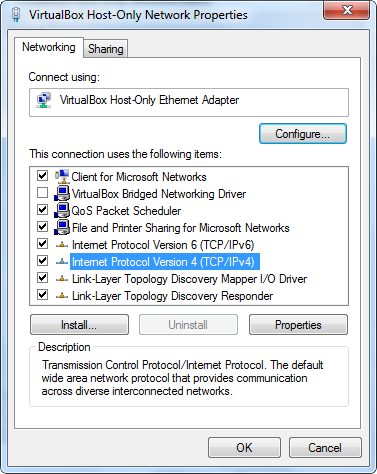 VirtualBox Host-Only Network Properties
Networking
Sharing
Connect using:
VirtualBox Host-Only Ethernet Adapter
Configure...
This connection uses the following items:
Client for Microsoft Networks
VirtualBox Bridged Networking Driver
QoS Packet Scheduler
File and Printer Sharing for Microsoft Networks
Internet Protocol Version 6 (TCP/IPv6)
Internet Protocol Version 4 (TCP/IPv4)
Link-Layer Topology Discovery Mapper I/O Driver
Link-Layer Topology Discovery Responder
Install...
Uninstall
Properties
Description
Transmission Control Protocol/Internet Protocol. The default
wide area network protocol that provides communication
across diverse interconnected networks.
OK
Cancel